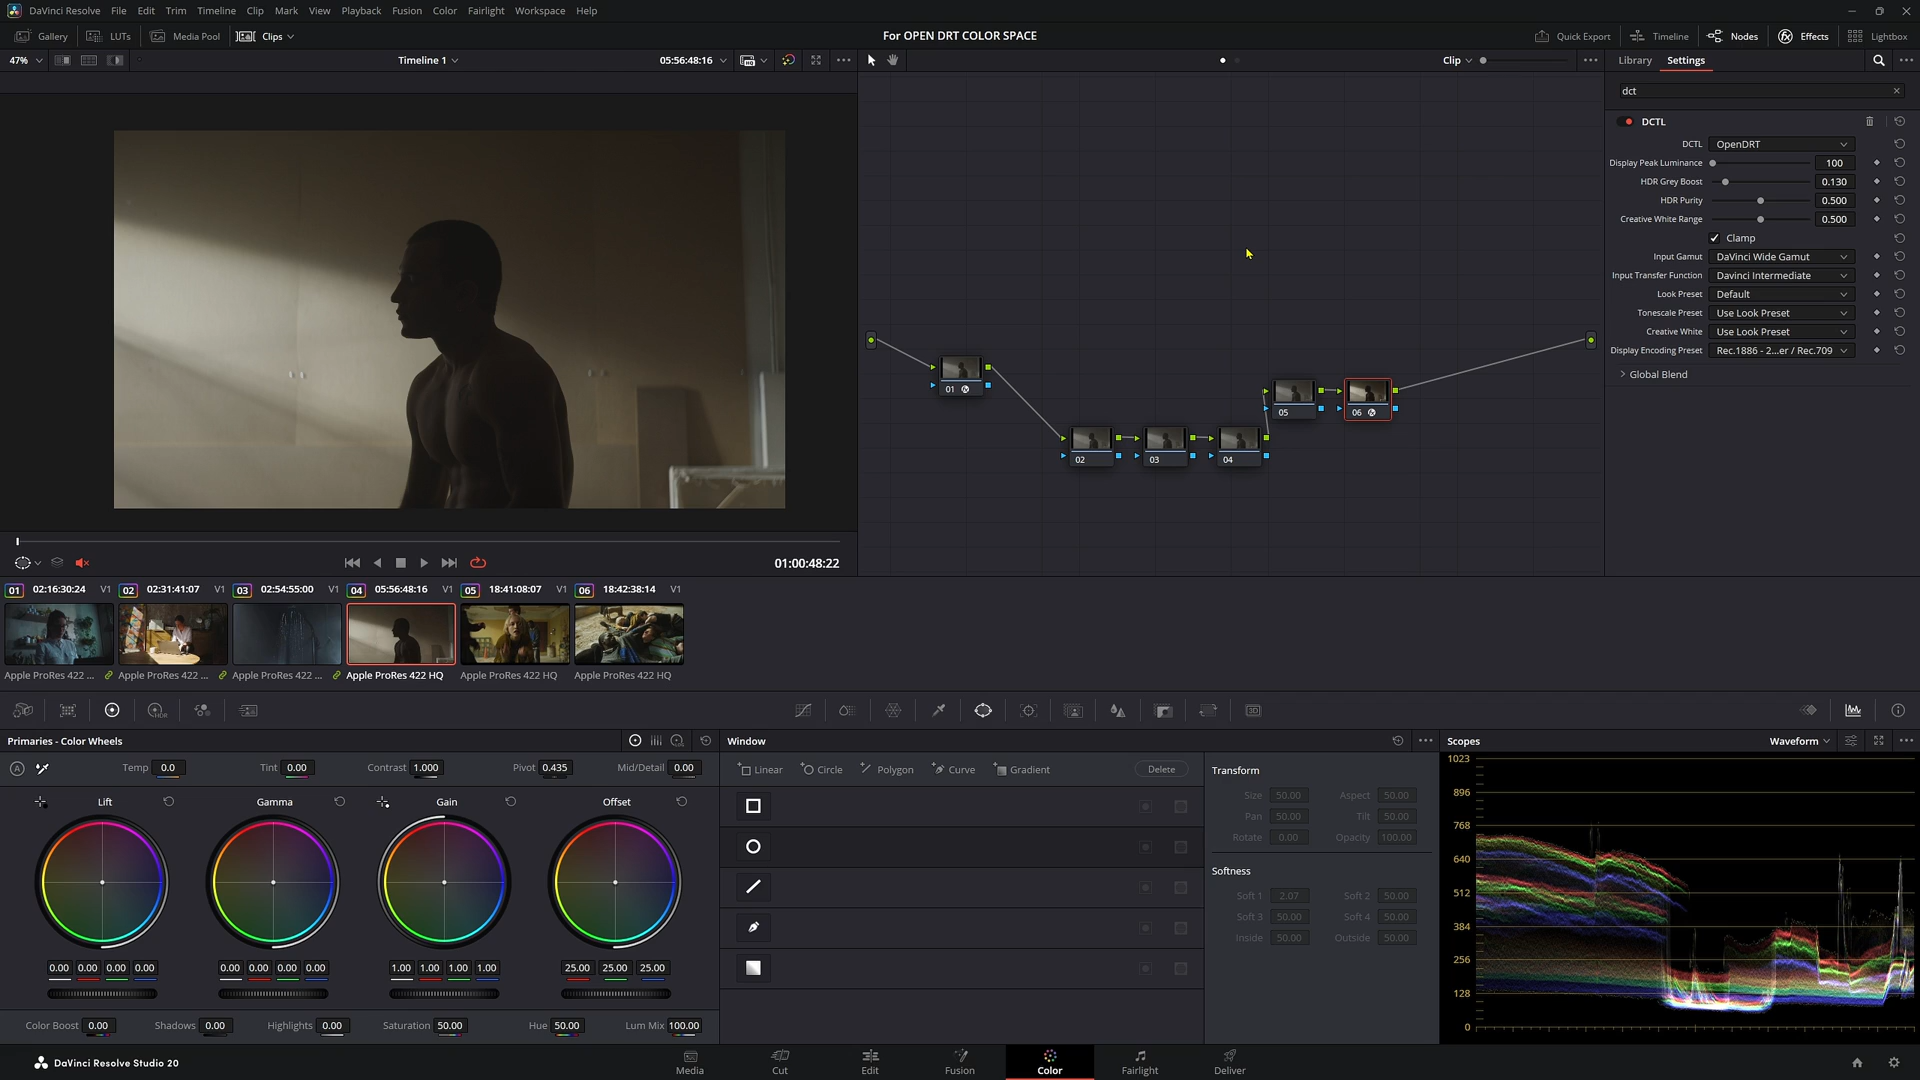 DaVinci Resolve File Edit Trim Timeline Clip Mark View Playback Fusion Color Fairlight Workspace Help
Gallery LUTs Media Pool Clips For OPEN DRT COLOR SPACE Quick Export Timeline Nodes Effects Lightbox
47% Timeline 1 05:56:48:16 Clip Library Settings
dct
DCTL
DCTL OpenDRT
Display Peak Luminance 100
HDR Grey Boost 0.130
HDR Purity 0.500
Creative White Range 0.500
Clamp
Input Gamut DaVinci Wide Gamut
Input Transfer Function Davinci Intermediate
Look Preset Default
Tonescale Preset Use Look Preset
Creative White Use Look Preset
Display Encoding Preset Rec.1886 - 2...er / Rec.709
Global Blend
01
05 06
02 03 04
01:00:48:22
01 02:16:30:24 V1 02 02:31:41:07 V1 03 02:54:55:00 V1 04 05:56:48:16 V1 05 18:41:08:07 V1 06 18:42:38:14 V1
Apple ProRes 422 ... Apple ProRes 422 ... Apple ProRes 422 ... Apple ProRes 422 HQ Apple ProRes 422 HQ Apple ProRes 422 HQ
HDR 3D
Primaries - Color Wheels Window Scopes Waveform
A Temp 0.0 Tint 0.00 Contrast 1.000 Pivot 0.435 Mid/Detail 0.00
Linear Circle Polygon Curve Gradient Delete Transform
Lift Gamma Gain Offset
Size 50.00 Aspect 50.00
Pan 50.00 Tilt 50.00
Rotate 0.00 Opacity 100.00
Softness
Soft 1 2.07 Soft 2 50.00
Soft 3 50.00 Soft 4 50.00
Inside 50.00 Outside 50.00
0.00 0.00 0.00 0.00 0.00 0.00 0.00 0.00 1.00 1.00 1.00 1.00 25.00 25.00 25.00
Color Boost 0.00 Shadows 0.00 Highlights 0.00 Saturation 50.00 Hue 50.00 Lum Mix 100.00
1023
896
768
640
512
384
256
128
0
DaVinci Resolve Studio 20 Media Cut Edit Fusion Color Fairlight Deliver